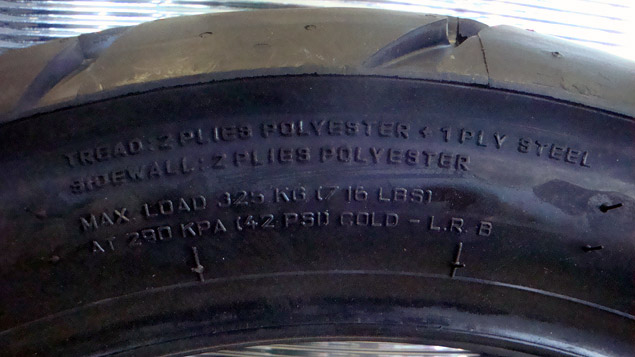 TREAD: 2 PLIES POLYESTER + 1 PLY STEEL
SIDEWALL: 2 PLIES POLYESTER
MAX. LOAD 325 KG (716 LBS)
AT 290 KPA (42 PSI) COLD - L.R. B